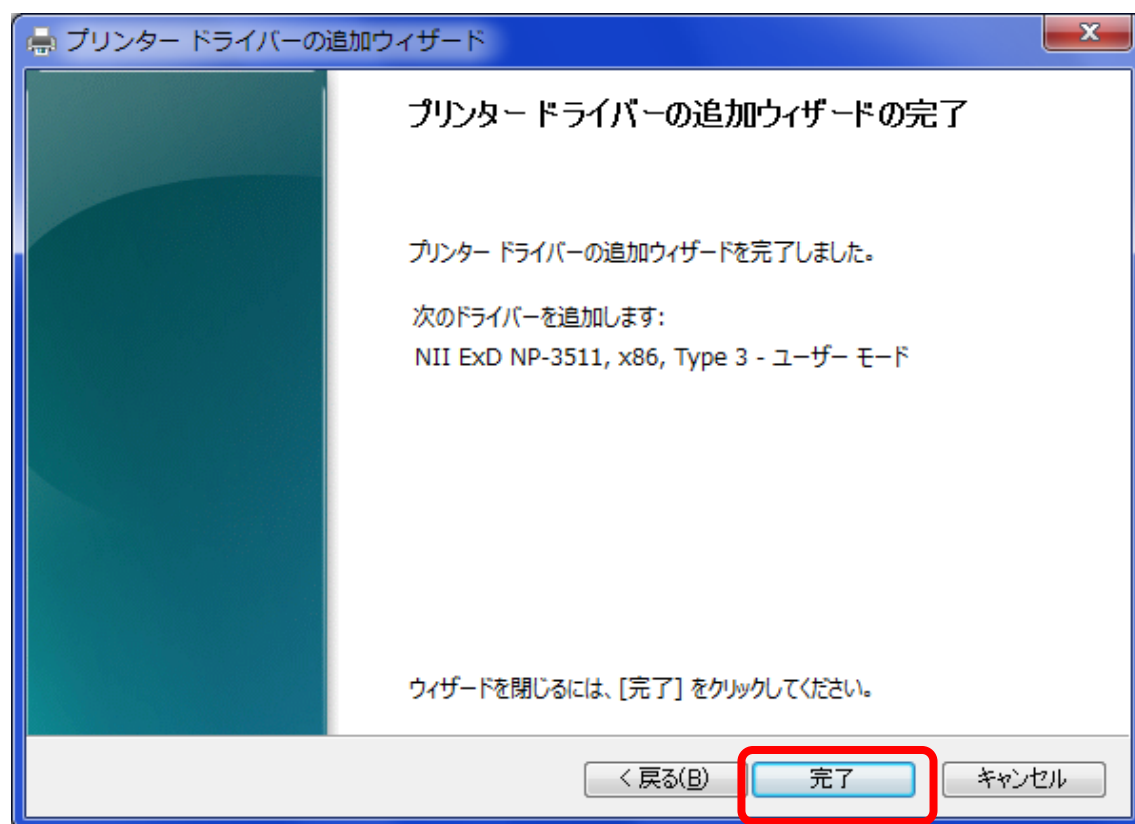 プリンター ドライバーの追加ウィザード
プリンター ドライバーの追加ウィザードの完了
プリンター ドライバーの追加ウィザードを完了しました。
次のドライバーを追加します:
NII ExD NP-3511, x86, Type 3 - ユーザー モード
ウィザードを閉じるには、[完了] をクリックしてください。
< 戻る(B) 完了 キャンセル